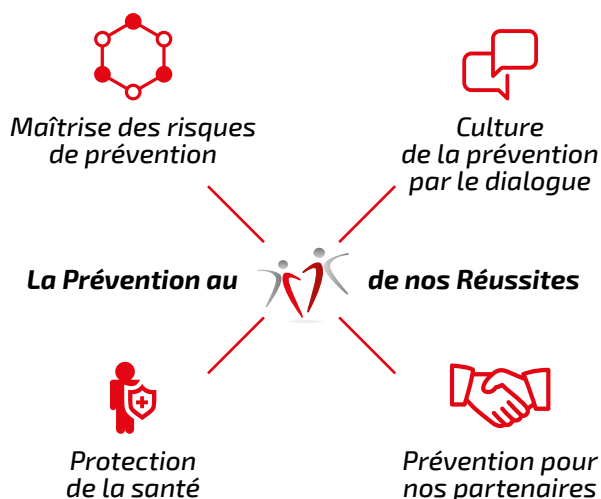 Maîtrise des risques
de prévention
Culture
de la prévention
par le dialogue
La Prévention au de nos Réussites
Protection
de la santé
Prévention pour
nos partenaires